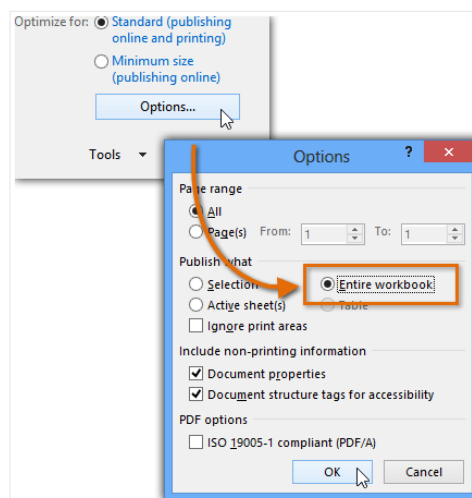 Optimize for: Standard (publishing
online and printing)
Minimum size
(publishing online)
Options...
Tools
Options ? ×
Page range
All
Page(s) From: 1 To: 1
Publish what
Selection Entire workbook
Active sheet(s) Table
Ignore print areas
Include non-printing information
Document properties
Document structure tags for accessibility
PDF options
ISO 19005-1 compliant (PDF/A)
OK Cancel